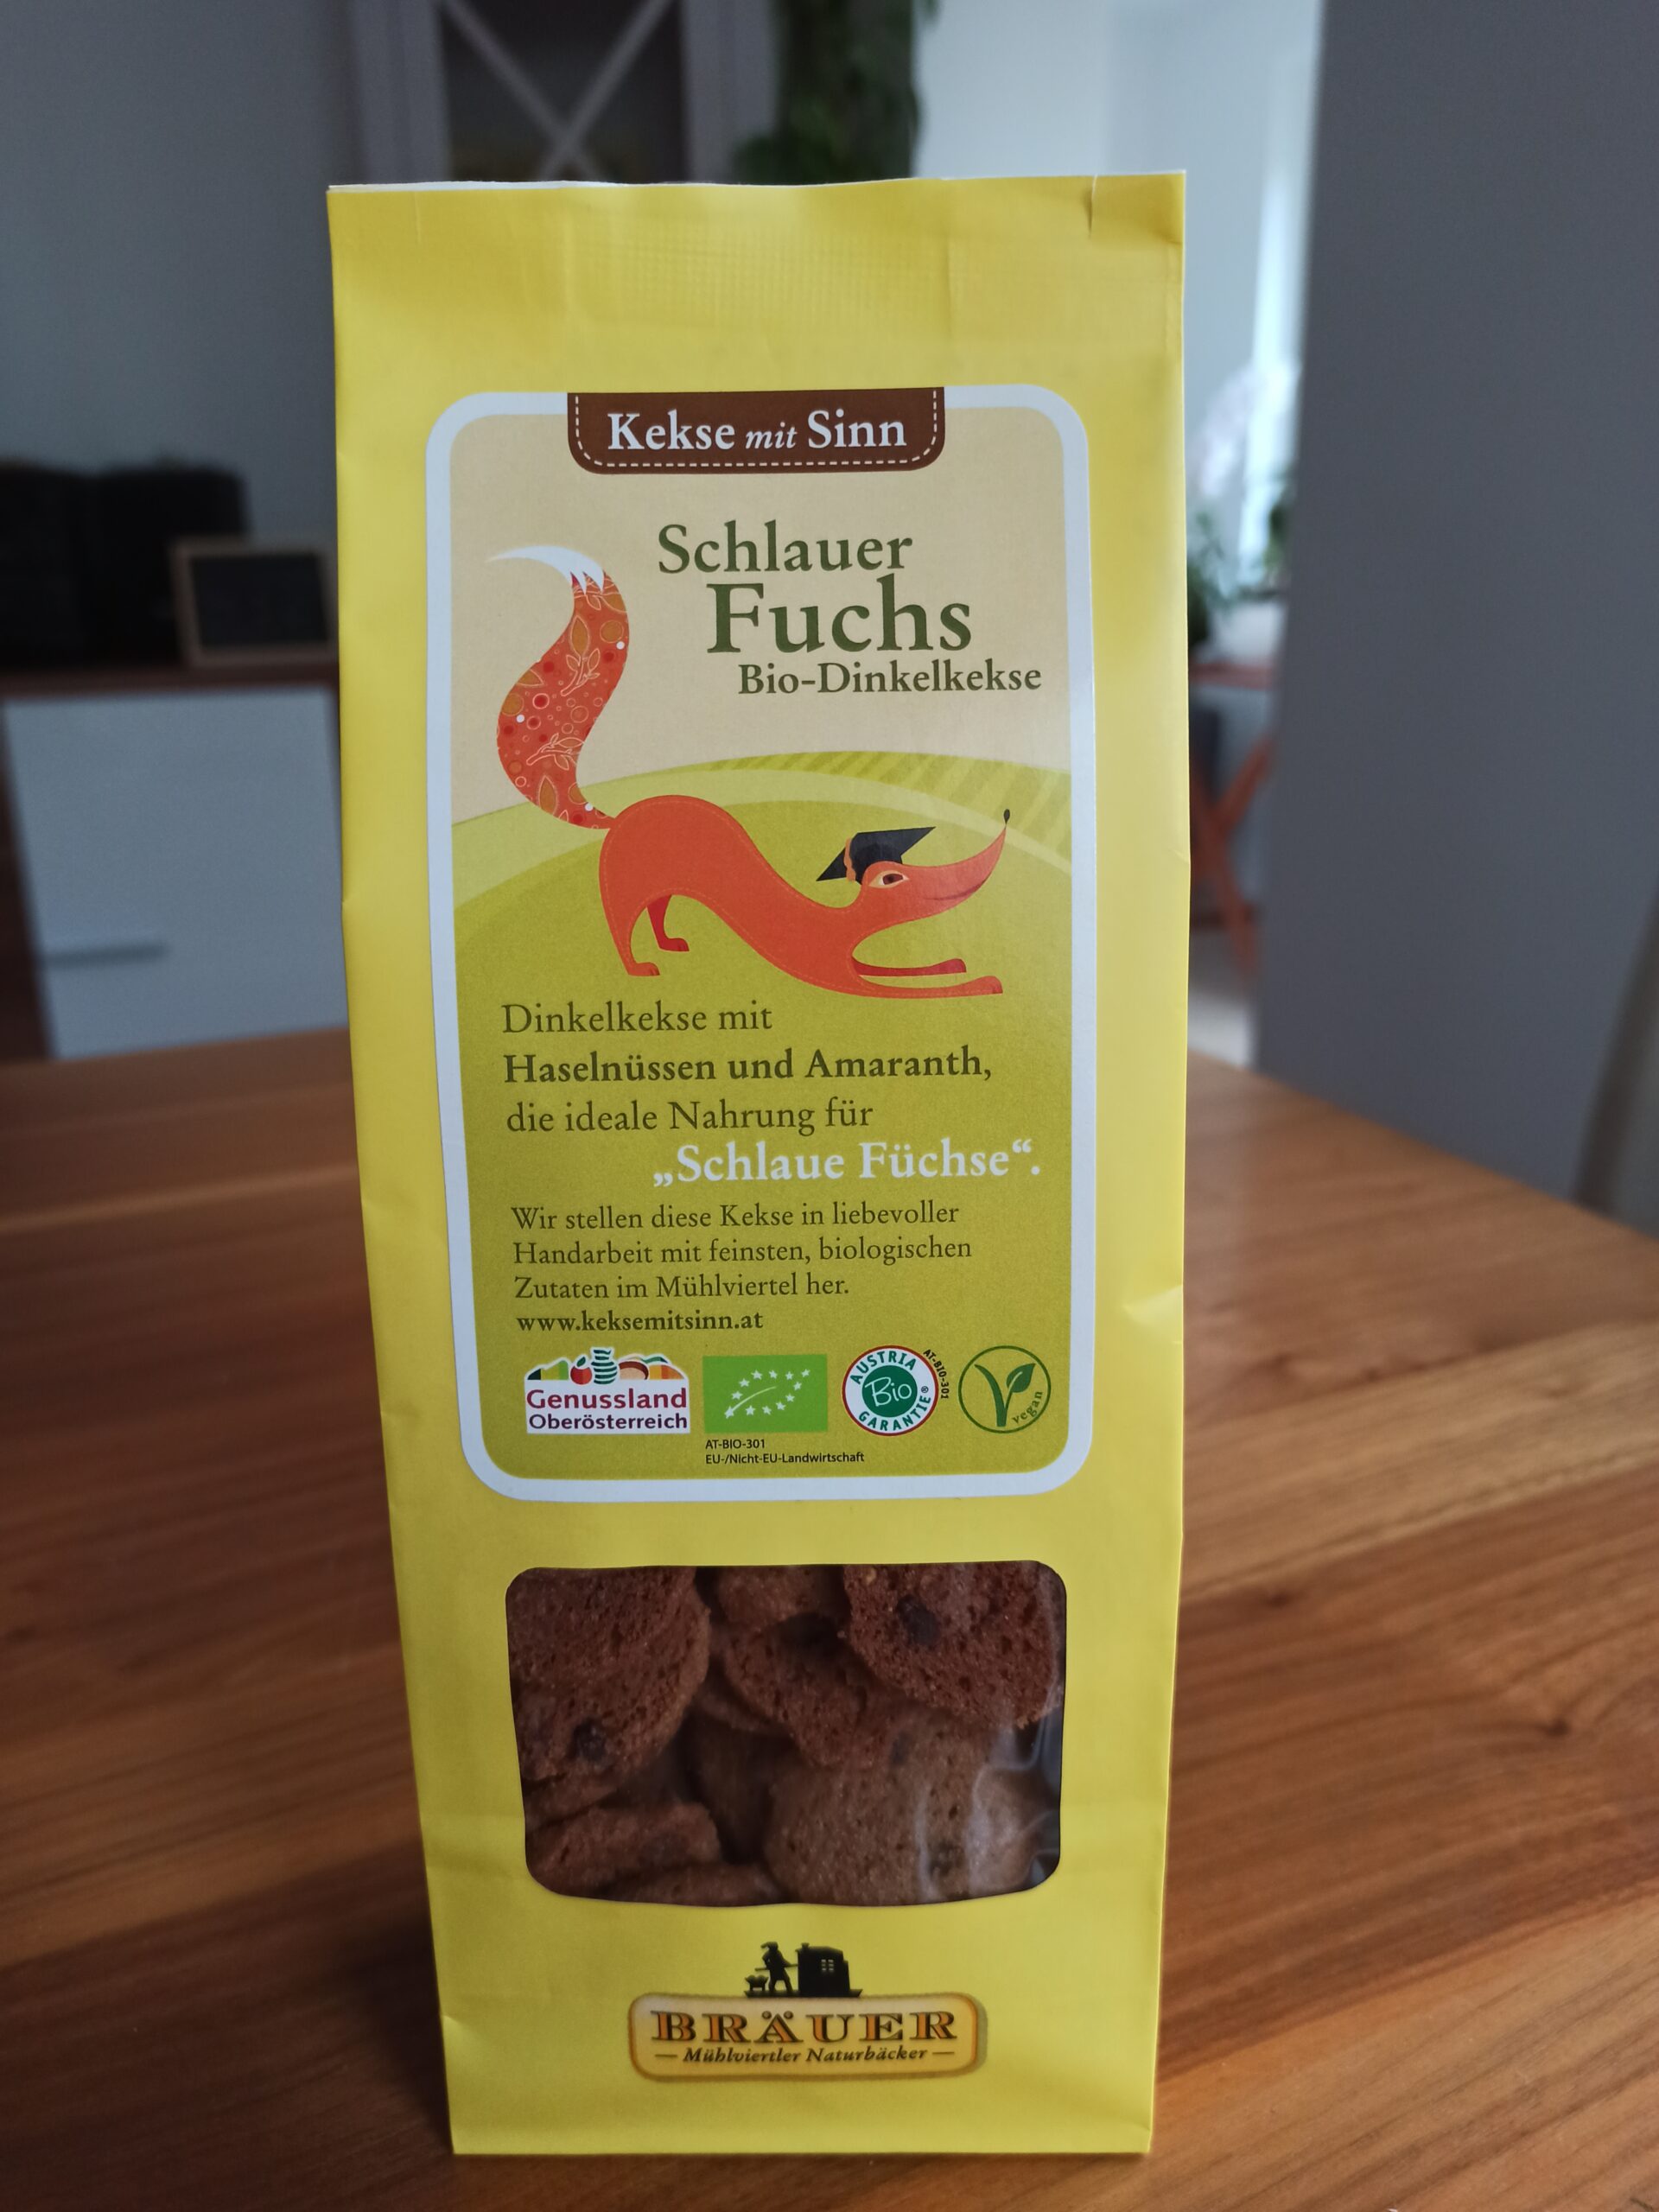 Kekse mit Sinn
Schlauer
Fuchs
Bio-Dinkelkekse
Dinkelkekse mit
Haselnüssen und Amaranth,
die ideale Nahrung für
„Schlaue Füchse“.
Wir stellen diese Kekse in liebevoller
Handarbeit mit feinsten, biologischen
Zutaten im Mühlviertel her.
www.keksemitsinn.at
Genussland
Oberösterreich
AT-BIO-301
EU-/Nicht-EU-Landwirtschaft
AUSTRIA
Bio
GARANTIE®
AT-BIO-301
vegan
BRÄUER
— Mühlviertler Naturbäcker —